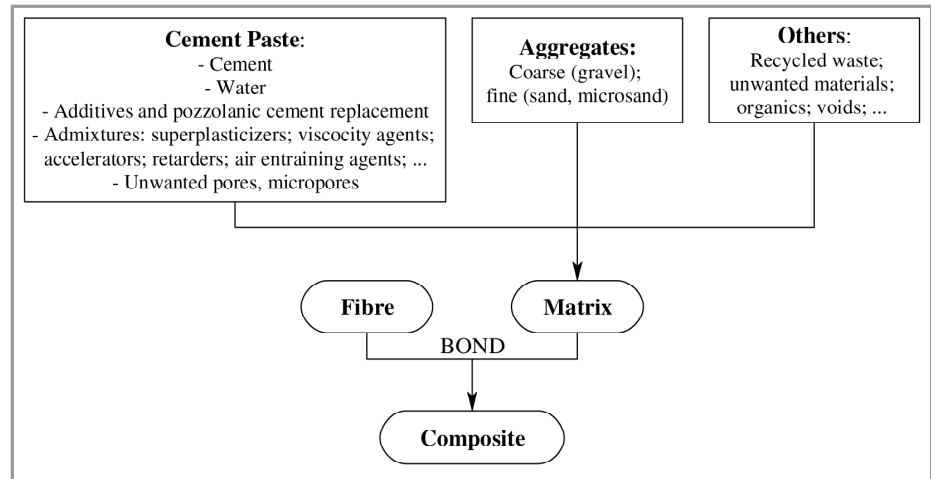 Cement Paste:
- Cement
- Water
- Additives and pozzolanic cement replacement
- Admixtures: superplasticizers; viscocity agents;
accelerators; retarders; air entraining agents; ...
- Unwanted pores, micropores
Aggregates:
Coarse (gravel);
fine (sand, microsand)
Others:
Recycled waste;
unwanted materials;
organics; voids; ...
Fibre
Matrix
BOND
Composite